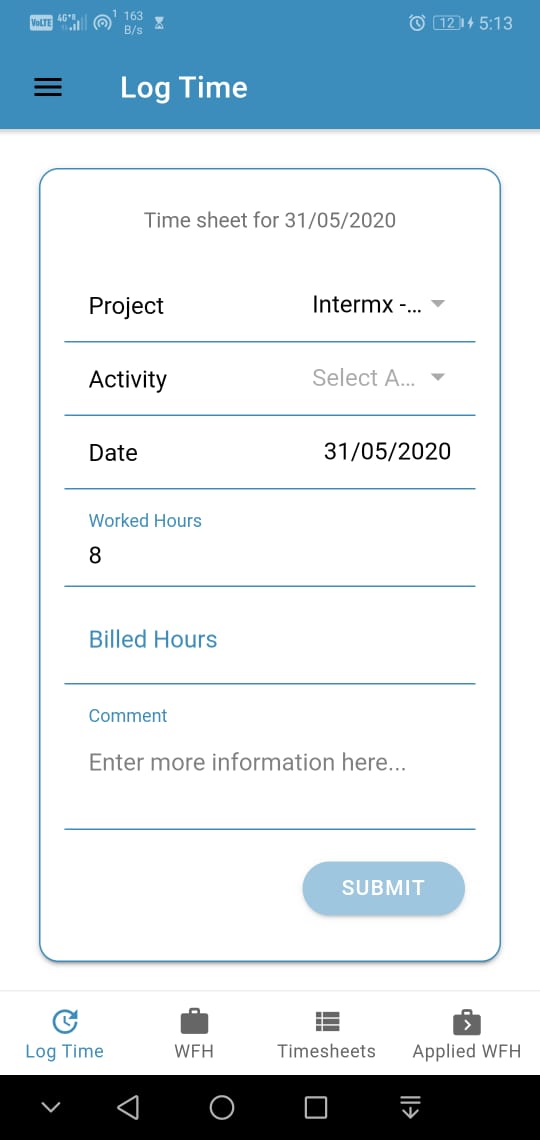 VoLTE 4G 1 163 B/s 12 5:13
Log Time
Time sheet for 31/05/2020
Project Intermx -...
Activity Select A...
Date 31/05/2020
Worked Hours
8
Billed Hours
Comment
Enter more information here...
SUBMIT
Log Time WFH Timesheets Applied WFH